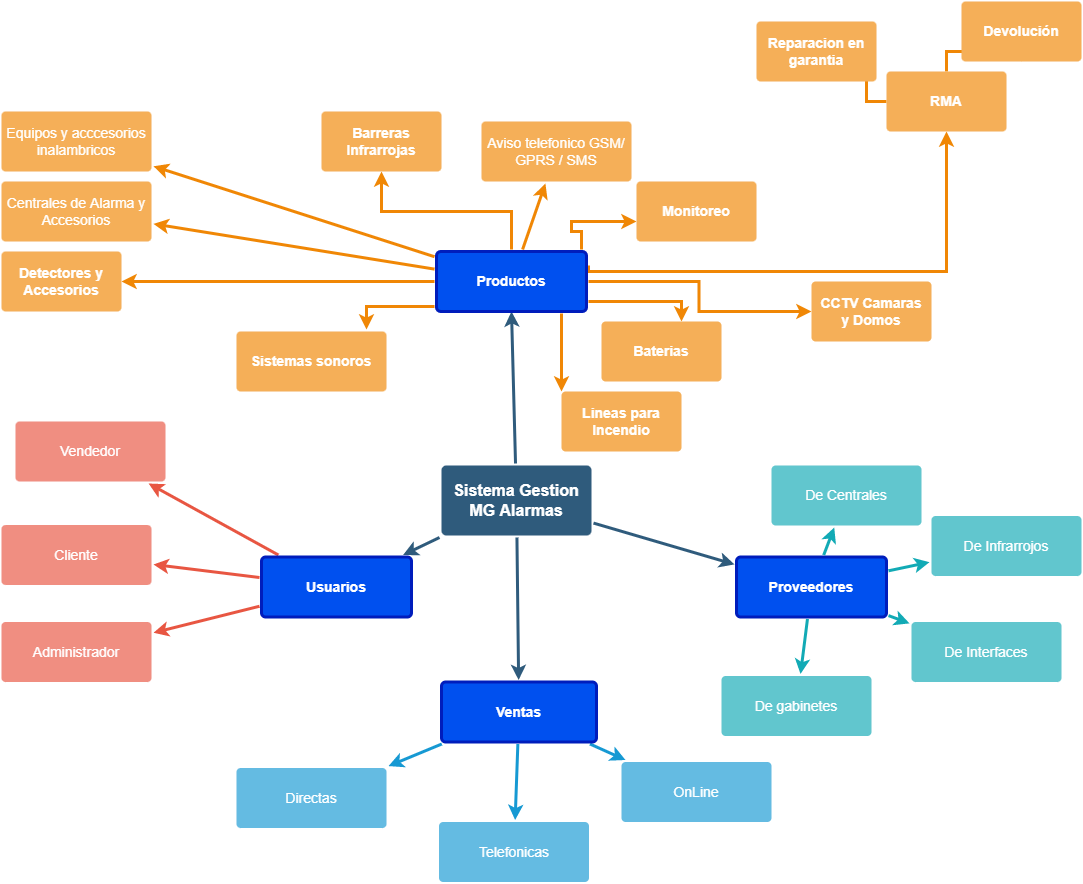 Devolución
Reparacion en
garantia
RMA
Equipos y acccesorios
inalambricos
Barreras
Infrarrojas
Aviso telefonico GSM/
GPRS / SMS
Centrales de Alarma y
Accesorios
Monitoreo
Detectores y
Accesorios
Productos
CCTV Camaras
y Domos
Sistemas sonoros
Baterias
Lineas para
Incendio
Vendedor
Sistema Gestion
MG Alarmas
De Centrales
Cliente
De Infrarrojos
Usuarios
Proveedores
Administrador
De Interfaces
Ventas
De gabinetes
Directas
OnLine
Telefonicas